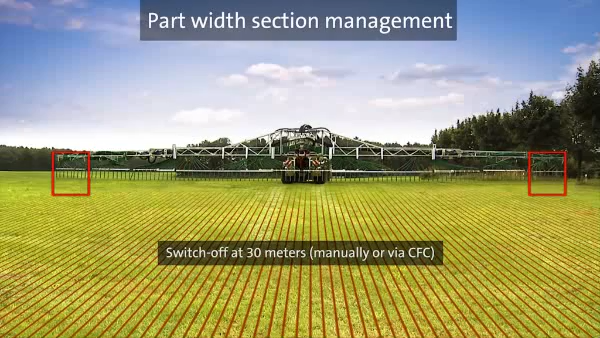 Part width section management
Switch-off at 30 meters (manually or via CFC)